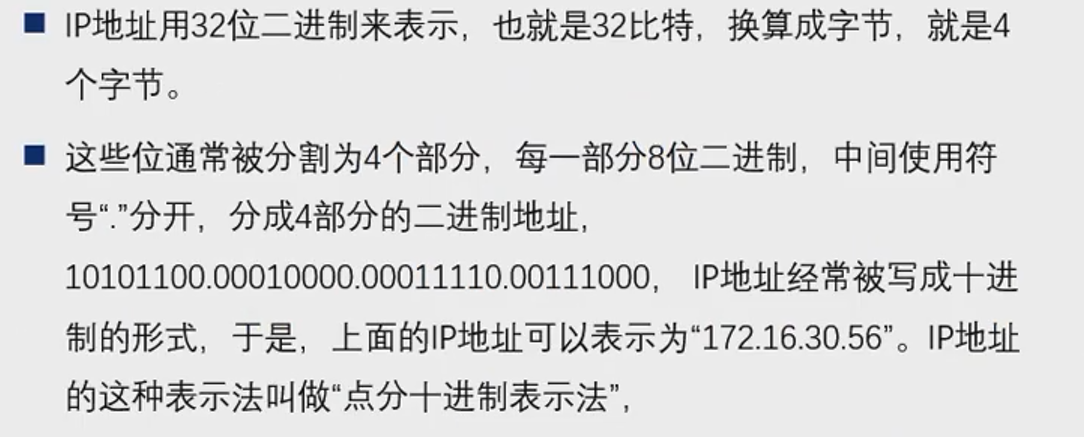 IP地址用32位二进制来表示，也就是32比特，换算成字节，就是4
个字节。
这些位通常被分割为4个部分，每一部分8位二进制，中间使用符
号“.”分开，分成4部分的二进制地址，
10101100.00010000.00011110.00111000， IP地址经常被写成十进
制的形式，于是，上面的IP地址可以表示为“172.16.30.56”。IP地址
的这种表示法叫做“点分十进制表示法”，